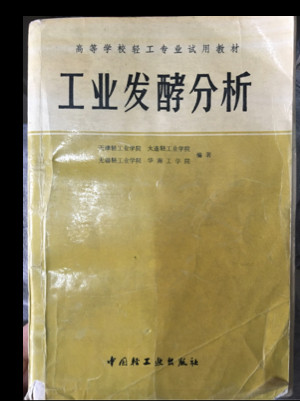 高等学校轻工专业试用教材
工业发酵分析
天津轻工业学院 大连轻工业学院
无锡轻工业学院 华南工学院 编著
中国轻工业出版社